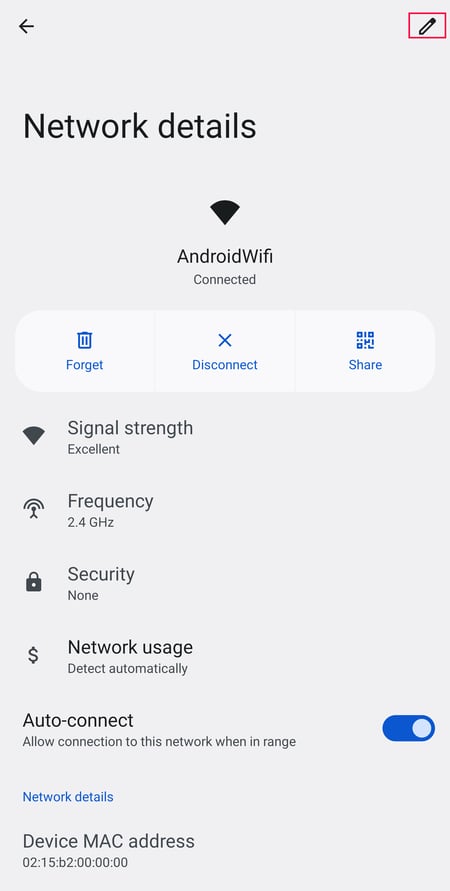 Network details
AndroidWifi
Connected
Forget
Disconnect
Share
Signal strength
Excellent
Frequency
2.4 GHz
Security
None
Network usage
Detect automatically
Auto-connect
Allow connection to this network when in range
Network details
Device MAC address
02:15:b2:00:00:00